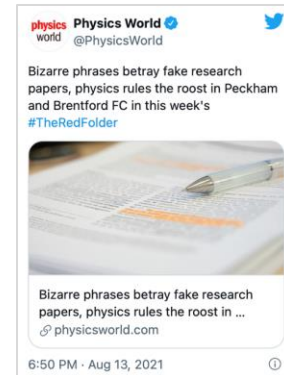 physics world
Physics World
@PhysicsWorld
Bizarre phrases betray fake research
papers, physics rules the roost in Peckham
and Brentford FC in this week's
#TheRedFolder
Bizarre phrases betray fake research
papers, physics rules the roost in ...
physicsworld.com
6:50 PM · Aug 13, 2021